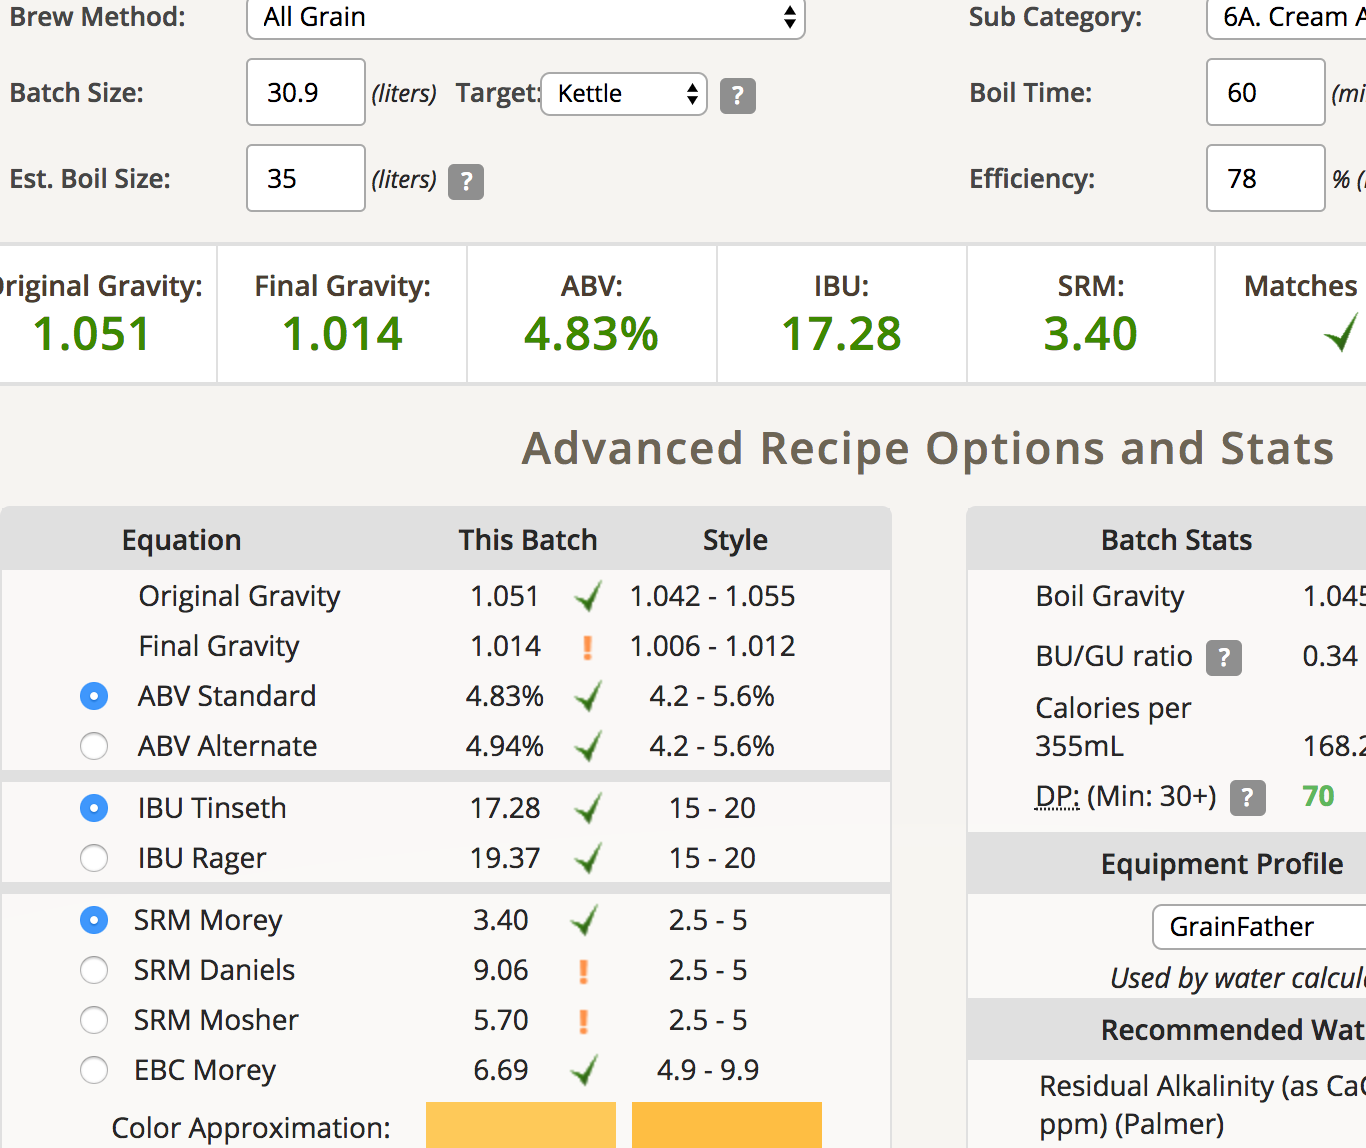 Brew Method: All Grain Sub Category: 6A. Cream A
Batch Size: 30.9 (liters) Target: Kettle ? Boil Time: 60 (mi
Est. Boil Size: 35 (liters) ? Efficiency: 78 % (
riginal Gravity: Final Gravity: ABV: IBU: SRM: Matches
1.051 1.014 4.83% 17.28 3.40
Advanced Recipe Options and Stats
Equation This Batch Style
Original Gravity 1.051 1.042 - 1.055
Final Gravity 1.014 ! 1.006 - 1.012
ABV Standard 4.83% 4.2 - 5.6%
ABV Alternate 4.94% 4.2 - 5.6%
IBU Tinseth 17.28 15 - 20
IBU Rager 19.37 15 - 20
SRM Morey 3.40 2.5 - 5
SRM Daniels 9.06 ! 2.5 - 5
SRM Mosher 5.70 ! 2.5 - 5
EBC Morey 6.69 4.9 - 9.9
Color Approximation:
Batch Stats
Boil Gravity 1.045
BU/GU ratio ? 0.34
Calories per
355mL 168.2
DP: (Min: 30+) ? 70
Equipment Profile
GrainFather
Used by water calcul
Recommended Wat
Residual Alkalinity (as CaC
ppm) (Palmer)